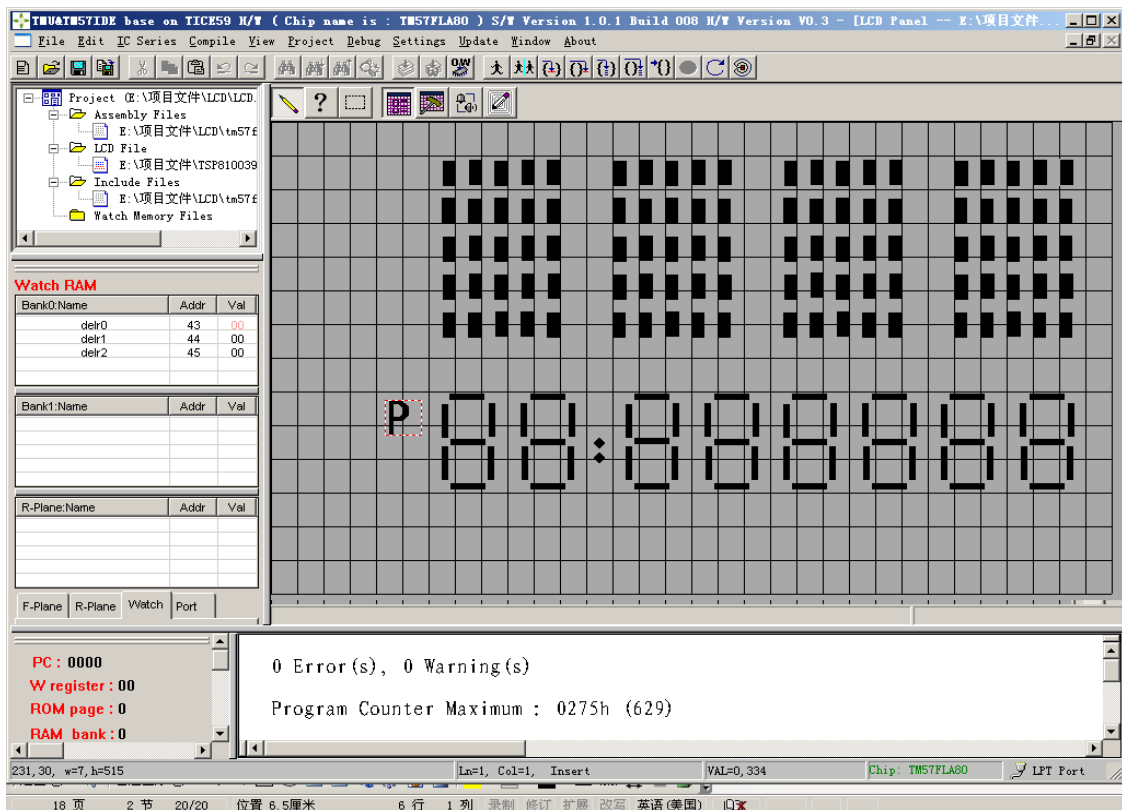 TMU&TM57IDE base on TICE59 H/W ( Chip name is : TM57FLA80 ) S/W Version 1.0.1 Build 008 H/W Version V0.3 - [LCD Panel -- E:\项目文件...
File Edit IC Series Compile View Project Debug Settings Update Window About
Project (E:\项目文件\LCD\LCD.
Assembly Files
E:\项目文件\LCD\tm57f
LCD File
E:\项目文件\TSP810039
Include Files
E:\项目文件\LCD\tm57f
Watch Memory Files
Watch RAM
Bank0:Name Addr Val
delr0 43 00
delr1 44 00
delr2 45 00
Bank1:Name Addr Val
R-Plane:Name Addr Val
F-Plane R-Plane Watch Port
P 88:888888
PC : 0000
W register : 00
ROM page : 0
RAM bank : 0
0 Error(s), 0 Warning(s)
Program Counter Maximum : 0275h (629)
231,30, w=7,h=515 Ln=1, Col=1, Insert VAL=0,334 Chip: TM57FLA80 LPT Port
18 页 2 节 20/20 位置 6.5厘米 6 行 1 列 录制 修订 扩展 改写 英语(美国)